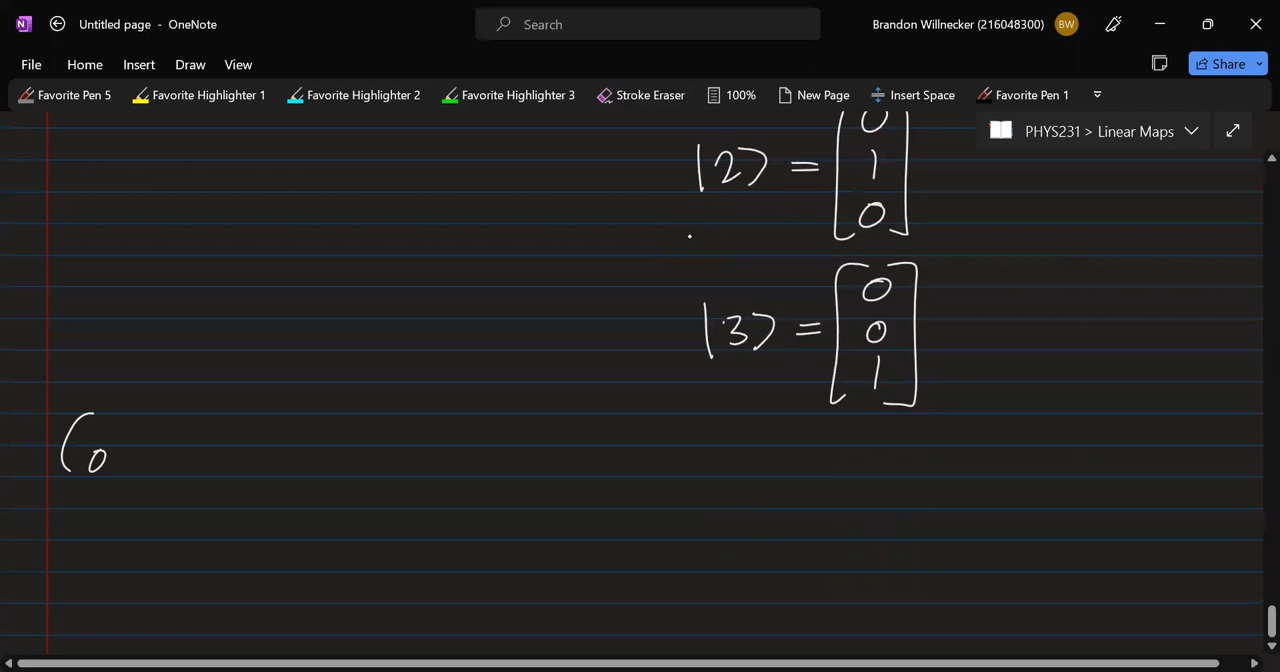 Untitled page - OneNote
Search
Brandon Willnecker (216048300)
BW
File
Home
Insert
Draw
View
Share
Favorite Pen 5
Favorite Highlighter 1
Favorite Highlighter 2
Favorite Highlighter 3
Stroke Eraser
100%
New Page
Insert Space
Favorite Pen 1
PHYS231 > Linear Maps
|2⟩ = [0 1 0]
|3⟩ = [0 0 1]
Co